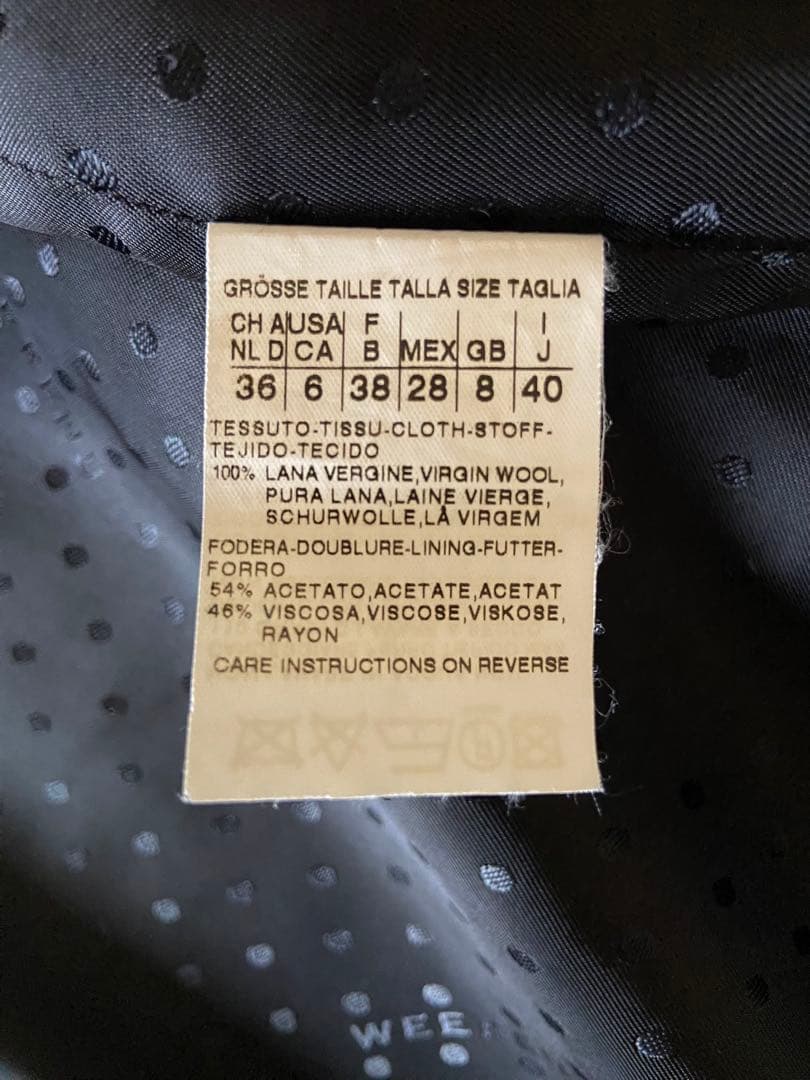 GRÖSSE TAILLE TALLA SIZE TAGLIA
CH A USA F I
NL D CA B MEX GB J
36 6 38 28 8 40
TESSUTO-TISSU-CLOTH-STOFF-
TEJIDO-TECIDO
100% LANA VERGINE,VIRGIN WOOL,
PURA LANA,LAINE VIERGE,
SCHURWOLLE,LÅ VIRGEM
FODERA-DOUBLURE-LINING-FUTTER-
FORRO
54% ACETATO,ACETATE,ACETAT
46% VISCOSA,VISCOSE,VISKOSE,
RAYON
CARE INSTRUCTIONS ON REVERSE
WEE